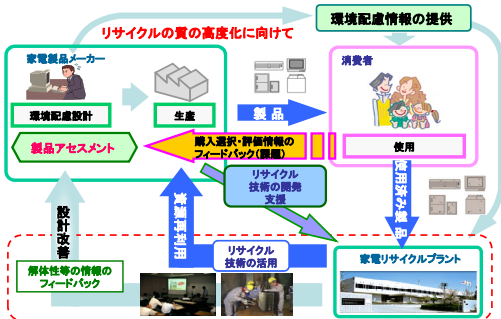 リサイクルの質の高度化に向けて
環境配慮情報の提供
家電製品メーカー
消費者
環境配慮設計
生産
製品
使用
製品アセスメント
購入選択・評価情報の
フィードバック(課題)
リサイクル
技術の開発
支援
使用済み製品
設計改善
資源再利用
リサイクル
技術の活用
家電リサイクルプラント
解体性等の情報の
フィードバック